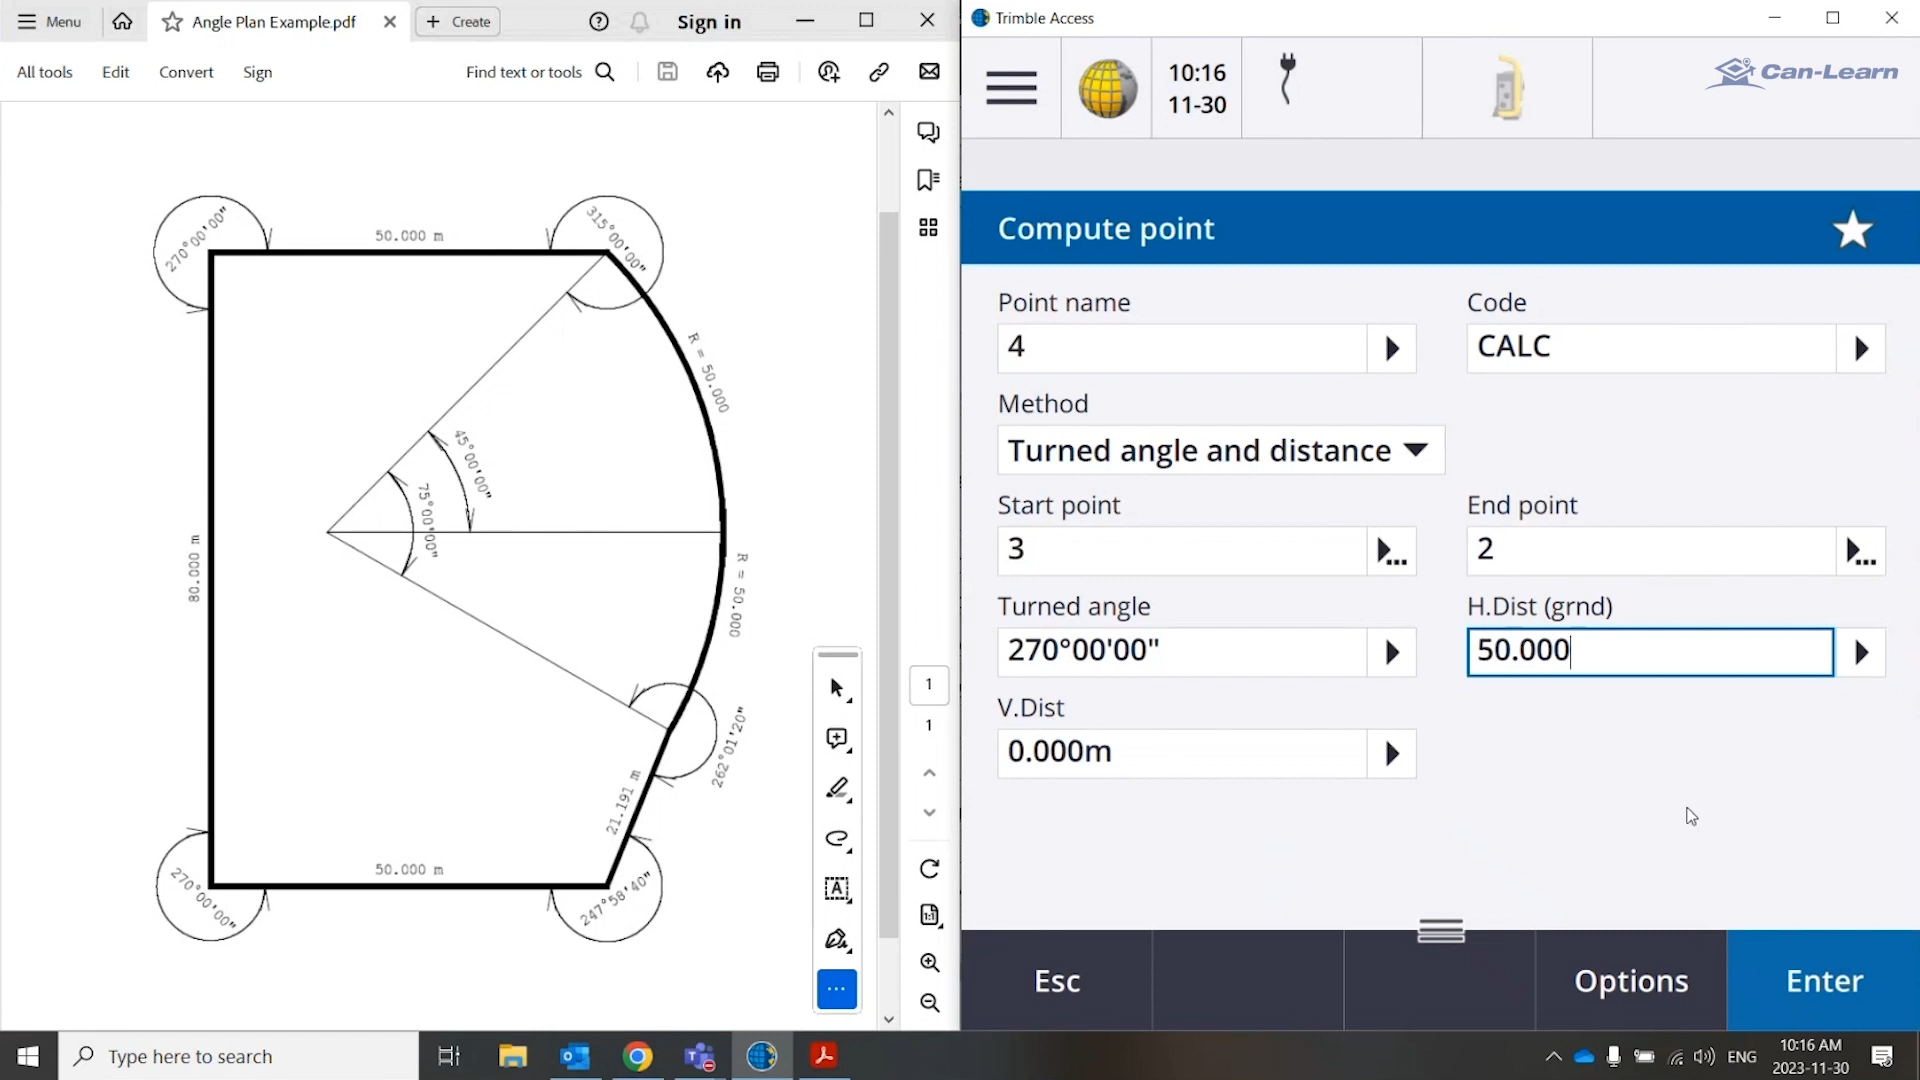 Menu
Angle Plan Example.pdf
Create
Sign in
All tools
Edit
Convert
Sign
Find text or tools
270°00'00"
50.000 m
315°00'00"
R = 50.000
45°00'00"
75°00'00"
80.000 m
R = 50.000
262°01'20"
21.191 m
50.000 m
270°00'00"
247°58'40"
1
1
Trimble Access
10:16
11-30
Can-Learn
Compute point
Point name
Code
4
CALC
Method
Turned angle and distance
Start point
End point
3
2
Turned angle
H.Dist (grnd)
270°00'00"
50.000
V.Dist
0.000m
Esc
Options
Enter
Type here to search
ENG
10:16 AM
2023-11-30